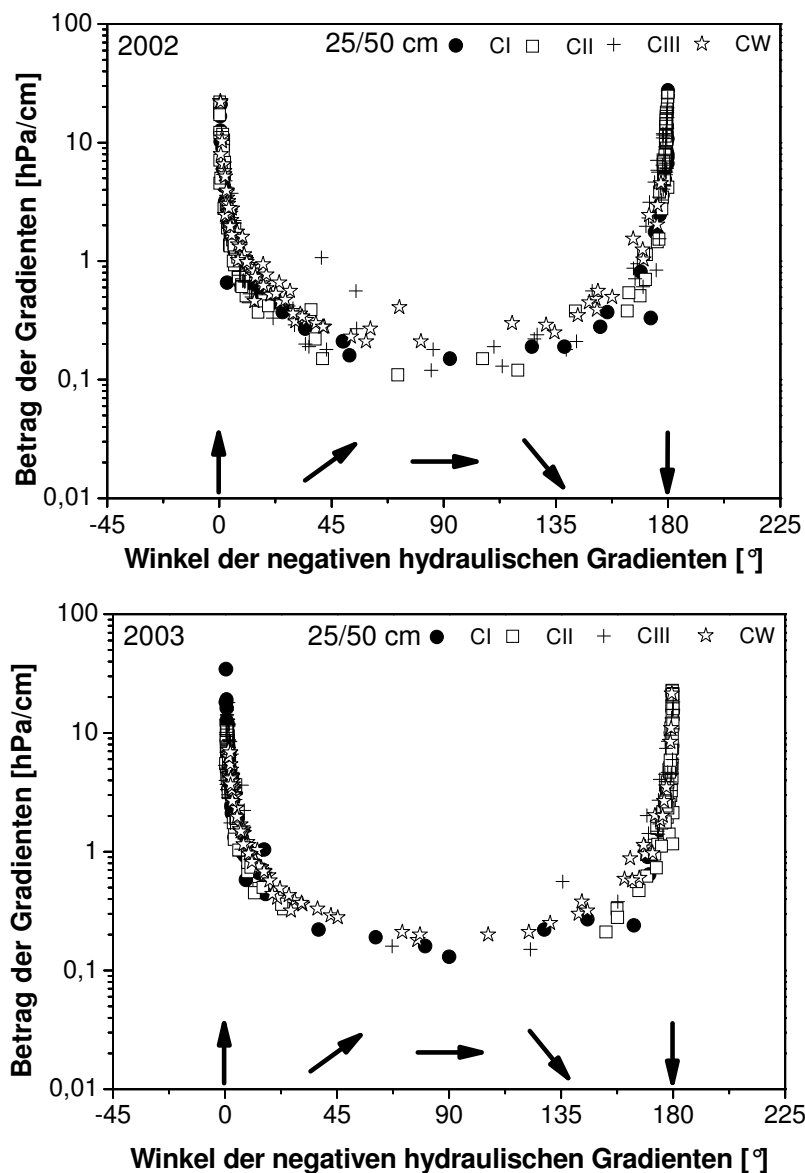 2002 25/50 cm CI CII CIII CW
Betrag der Gradienten [hPa/cm]
100
10
1
0,1
0,01
-45 0 45 90 135 180 225
Winkel der negativen hydraulischen Gradienten [°]
2003 25/50 cm CI CII CIII CW
Betrag der Gradienten [hPa/cm]
100
10
1
0,1
0,01
-45 0 45 90 135 180 225
Winkel der negativen hydraulischen Gradienten [°]